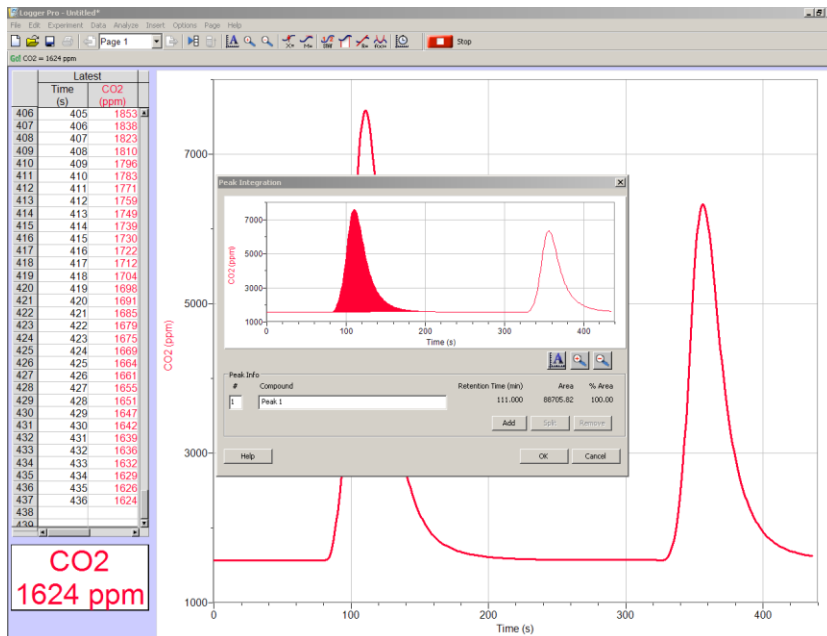 Logger Pro - Untitled*
File Edit Experiment Data Analyze Insert Options Page Help
Page 1
Stop
CO2 = 1624 ppm
Latest
Time CO2
(s) (ppm)
406 405 1853
407 406 1838
408 407 1823
409 408 1810
410 409 1796
411 410 1783
412 411 1771
413 412 1759
414 413 1749
415 414 1739
416 415 1730
417 416 1722
418 417 1712
419 418 1704
420 419 1698
421 420 1691
422 421 1685
423 422 1679
424 423 1675
425 424 1669
426 425 1664
427 426 1661
428 427 1655
429 428 1651
430 429 1647
431 430 1642
432 431 1639
433 432 1636
434 433 1632
435 434 1629
436 435 1626
437 436 1624
438
439
CO2
1624 ppm
CO2 (ppm)
7000
5000
3000
1000
0 100 200 300 400
Time (s)
Peak Integration
CO2 (ppm)
7000
5000
3000
1000
0 100 200 300 400
Time (s)
Peak Info
# Compound Retention Time (min) Area % Area
1 Peak 1 111.000 88705.82 100.00
Add Split Remove
Help OK Cancel